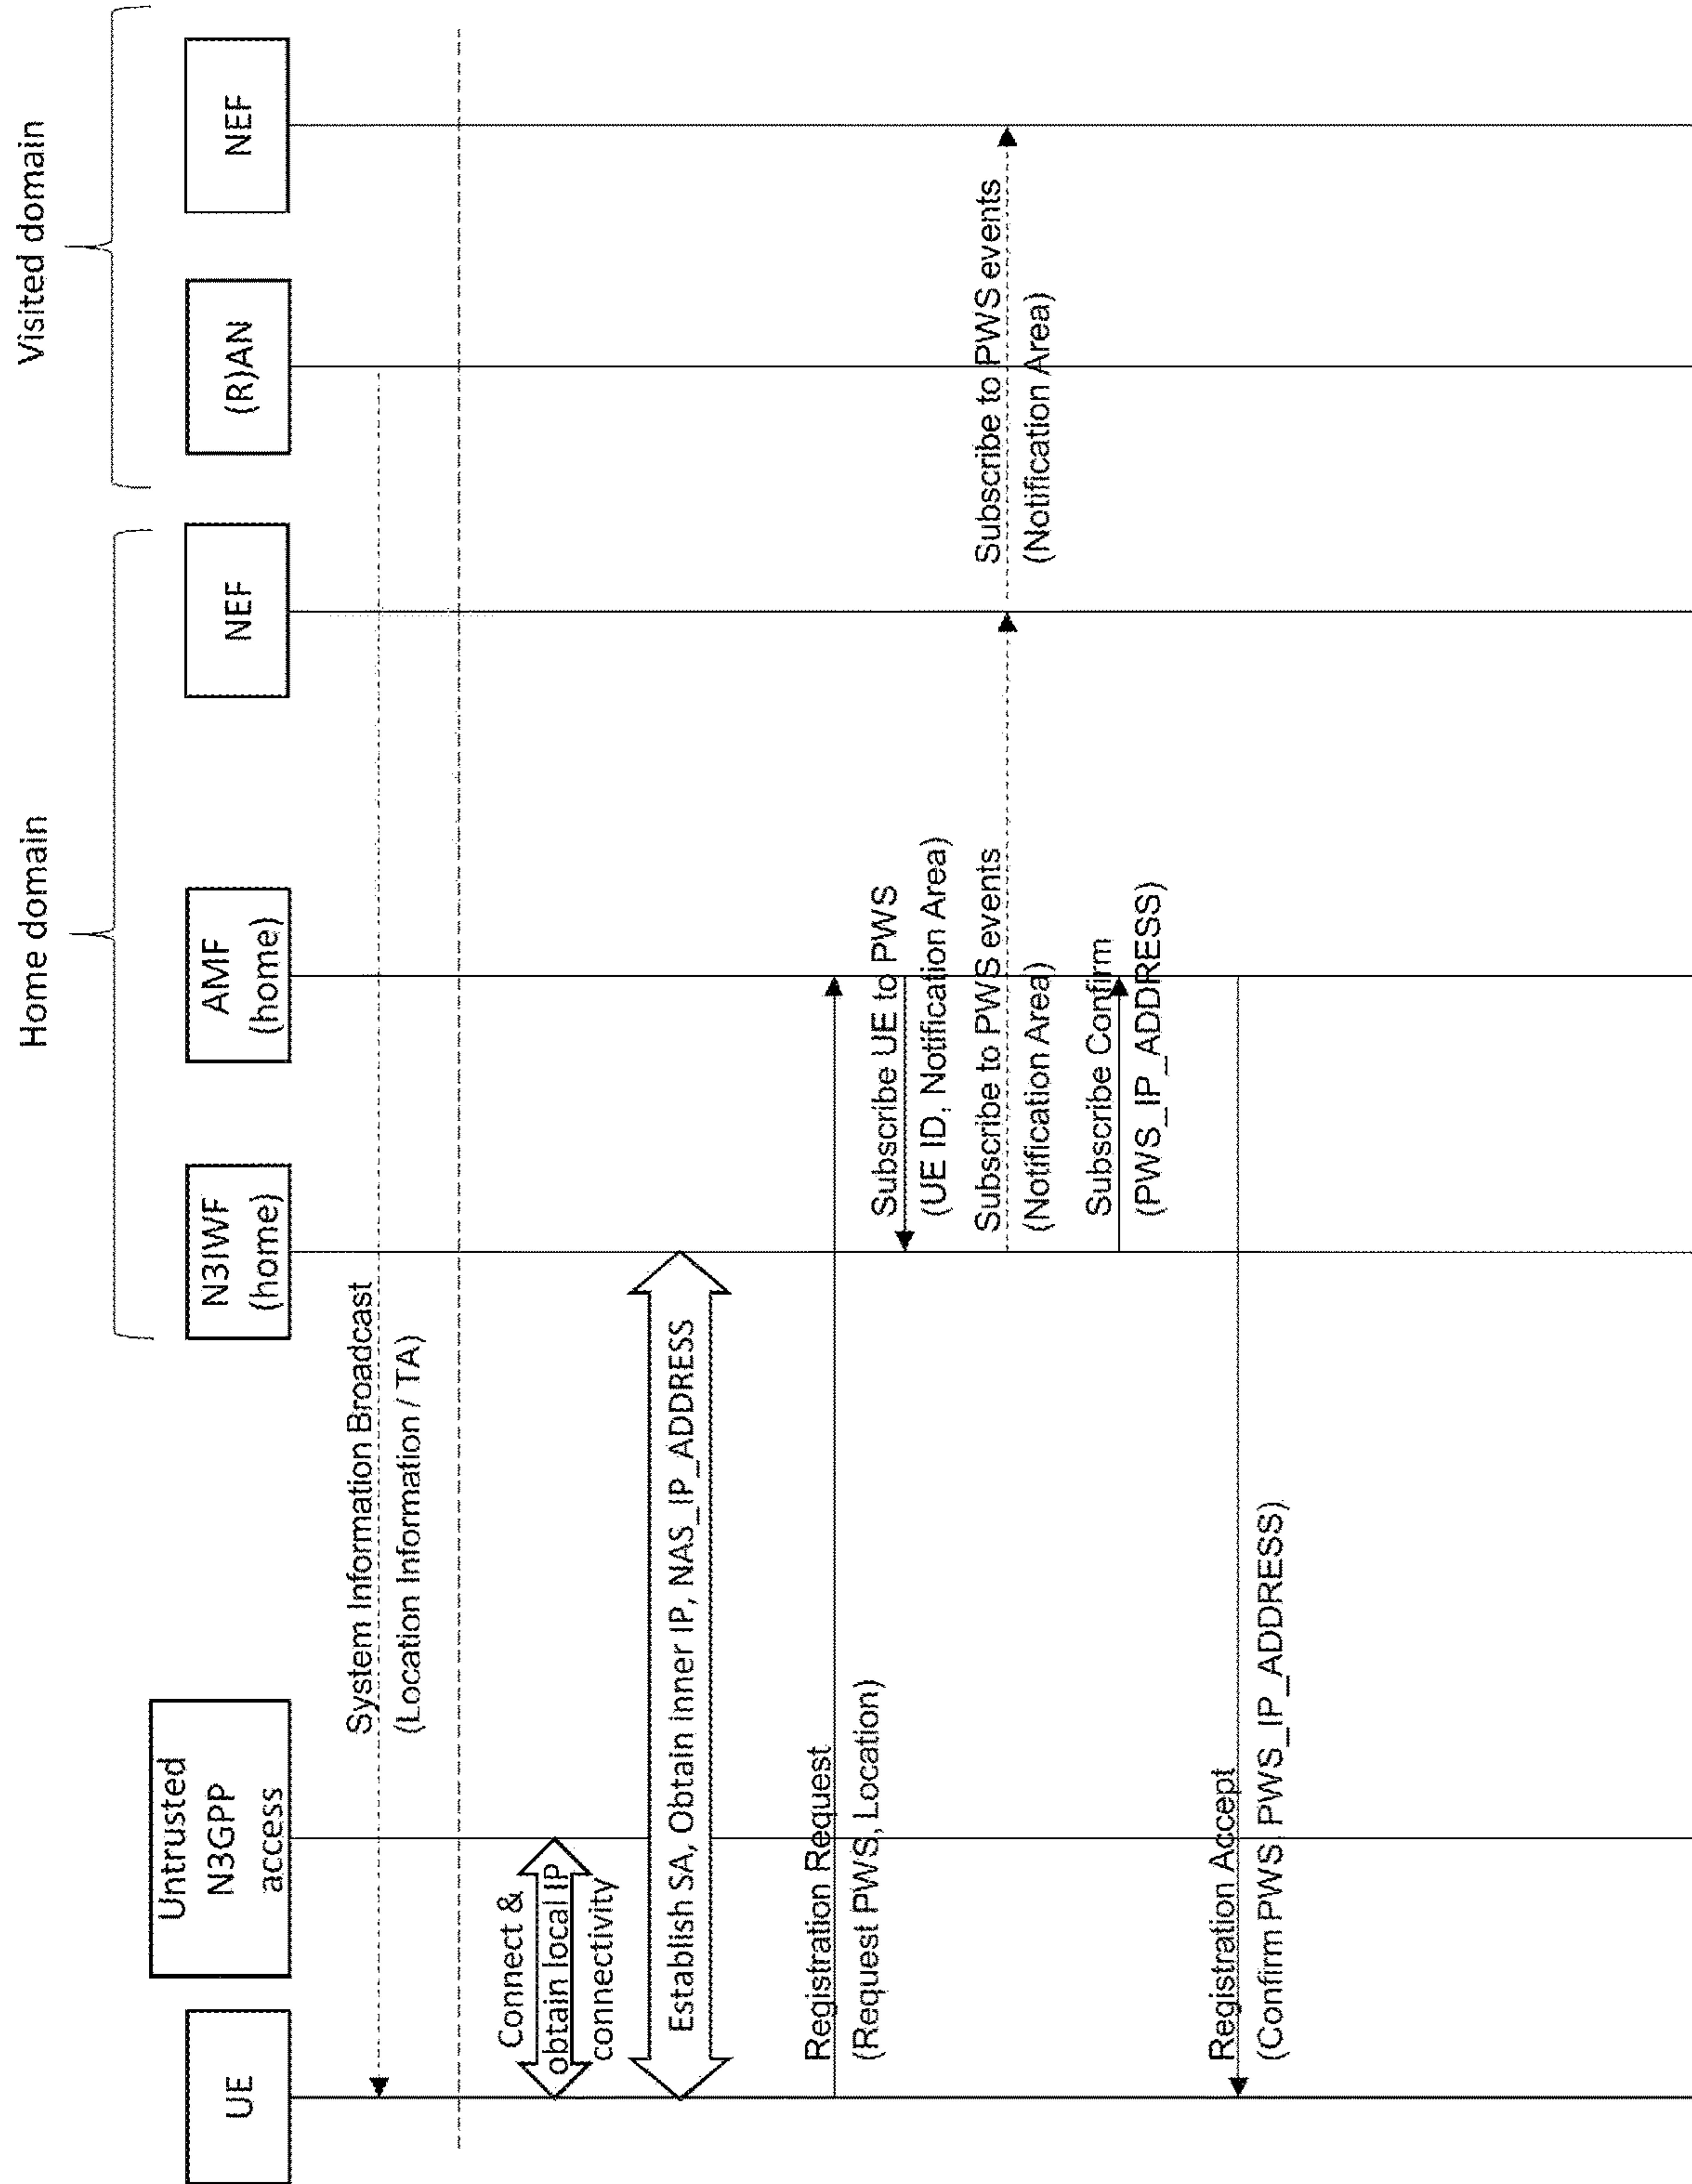 Home domain
Visited domain
UE
Untrusted
N3GPP
access
N3IWF
(home)
AMF
(home)
NEF
(R)AN
NEF
System Information Broadcast
(Location Information / TA)
Connect &
obtain local IP
connectivity
Establish SA, Obtain inner IP, NAS_IP_ADDRESS
Registration Request
(Request PWS, Location)
Subscribe UE to PWS
(UE ID, Notification Area)
Subscribe to PWS events
(Notification Area)
Subscribe to PWS events
(Notification Area)
Subscribe Confirm
(PWS_IP_ADDRESS)
Registration Accept
(Confirm PWS, PWS_IP_ADDRESS)